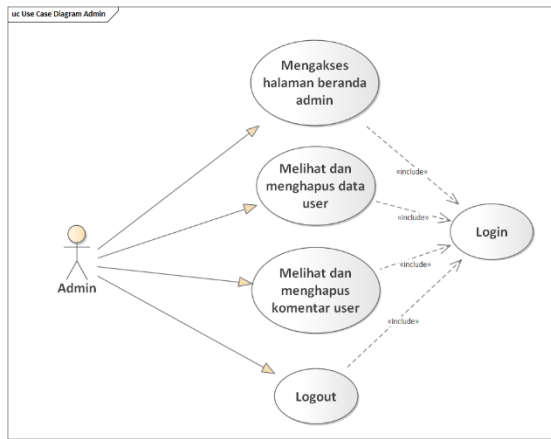 uc Use Case Diagram Admin
Mengakses
halaman beranda
admin
«include»
Melihat dan
menghapus data
user
«include»
Login
Admin
Melihat dan
menghapus
komentar user
«include»
«include»
Logout